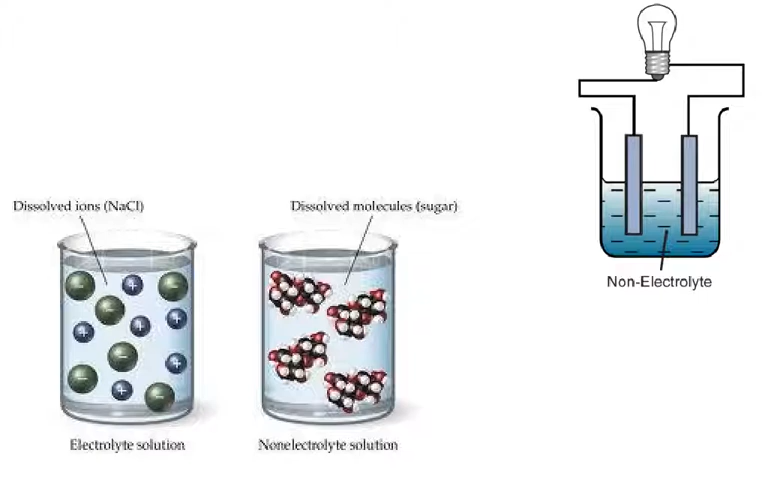 Dissolved ions (NaCl)
Dissolved molecules (sugar)
+
−
−
−
+
+
+
−
+
−
+
−
Electrolyte solution
Nonelectrolyte solution
Non-Electrolyte